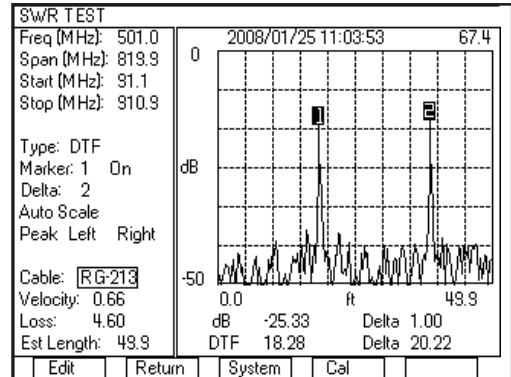 SWR TEST
Freq (MHz): 501.0
Span (MHz): 819.9
Start (MHz): 91.1
Stop (MHz): 910.9
Type: DTF
Marker: 1 On
Delta: 2
Auto Scale
Peak Left Right
Cable: RG-213
Velocity: 0.66
Loss: 4.60
Est Length: 49.9
2008/01/25 11:03:53 67.4
0
1
2
dB
-50
0.0 ft 49.9
dB -25.33 Delta 1.00
DTF 18.28 Delta 20.22
Edit Return System Cal